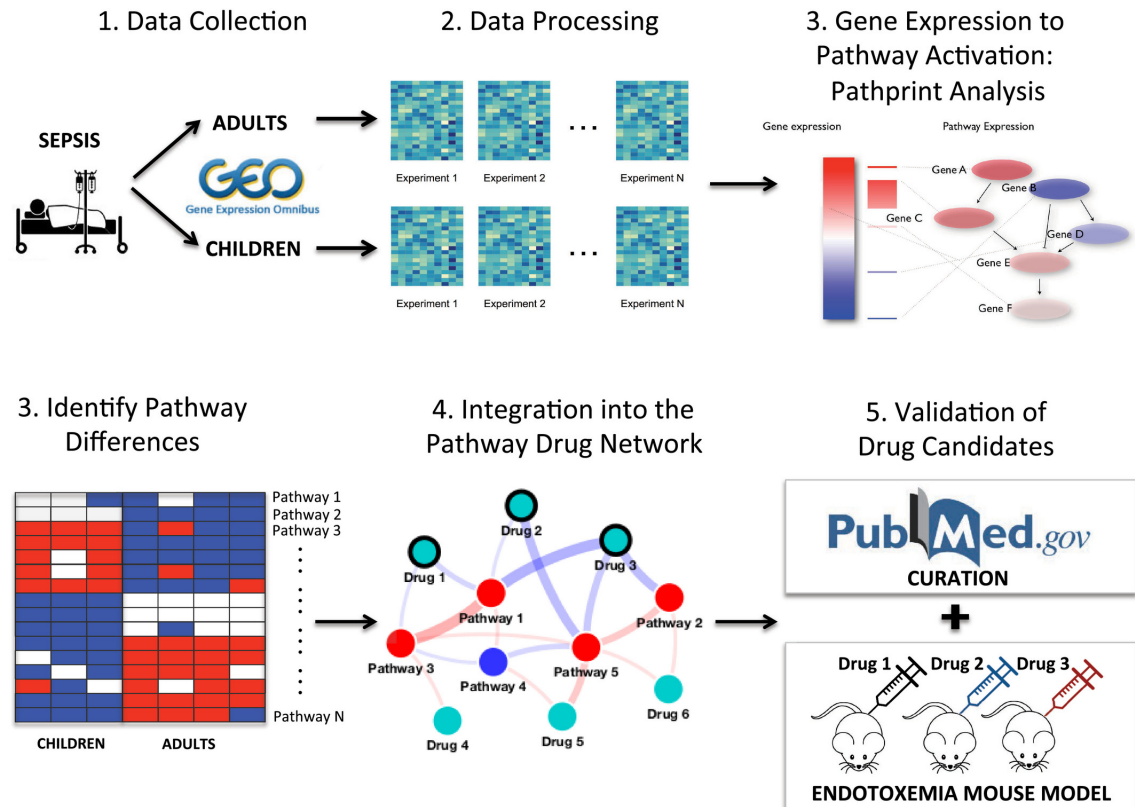 1. Data Collection
2. Data Processing
3. Gene Expression to
Pathway Activation:
Pathprint Analysis
SEPSIS
ADULTS
GEO
Gene Expression Omnibus
CHILDREN
Experiment 1
Experiment 2
...
Experiment N
Experiment 1
Experiment 2
...
Experiment N
Gene expression
Pathway Expression
Gene A
Gene B
Gene C
Gene D
Gene E
Gene F
3. Identify Pathway
Differences
Pathway 1
Pathway 2
Pathway 3
Pathway N
CHILDREN
ADULTS
4. Integration into the
Pathway Drug Network
Drug 2
Drug 1
Drug 3
Pathway 1
Pathway 2
Pathway 3
Pathway 4
Pathway 5
Drug 6
Drug 4
Drug 5
5. Validation of
Drug Candidates
PubMed.gov
CURATION
+
Drug 1
Drug 2
Drug 3
ENDOTOXEMIA MOUSE MODEL